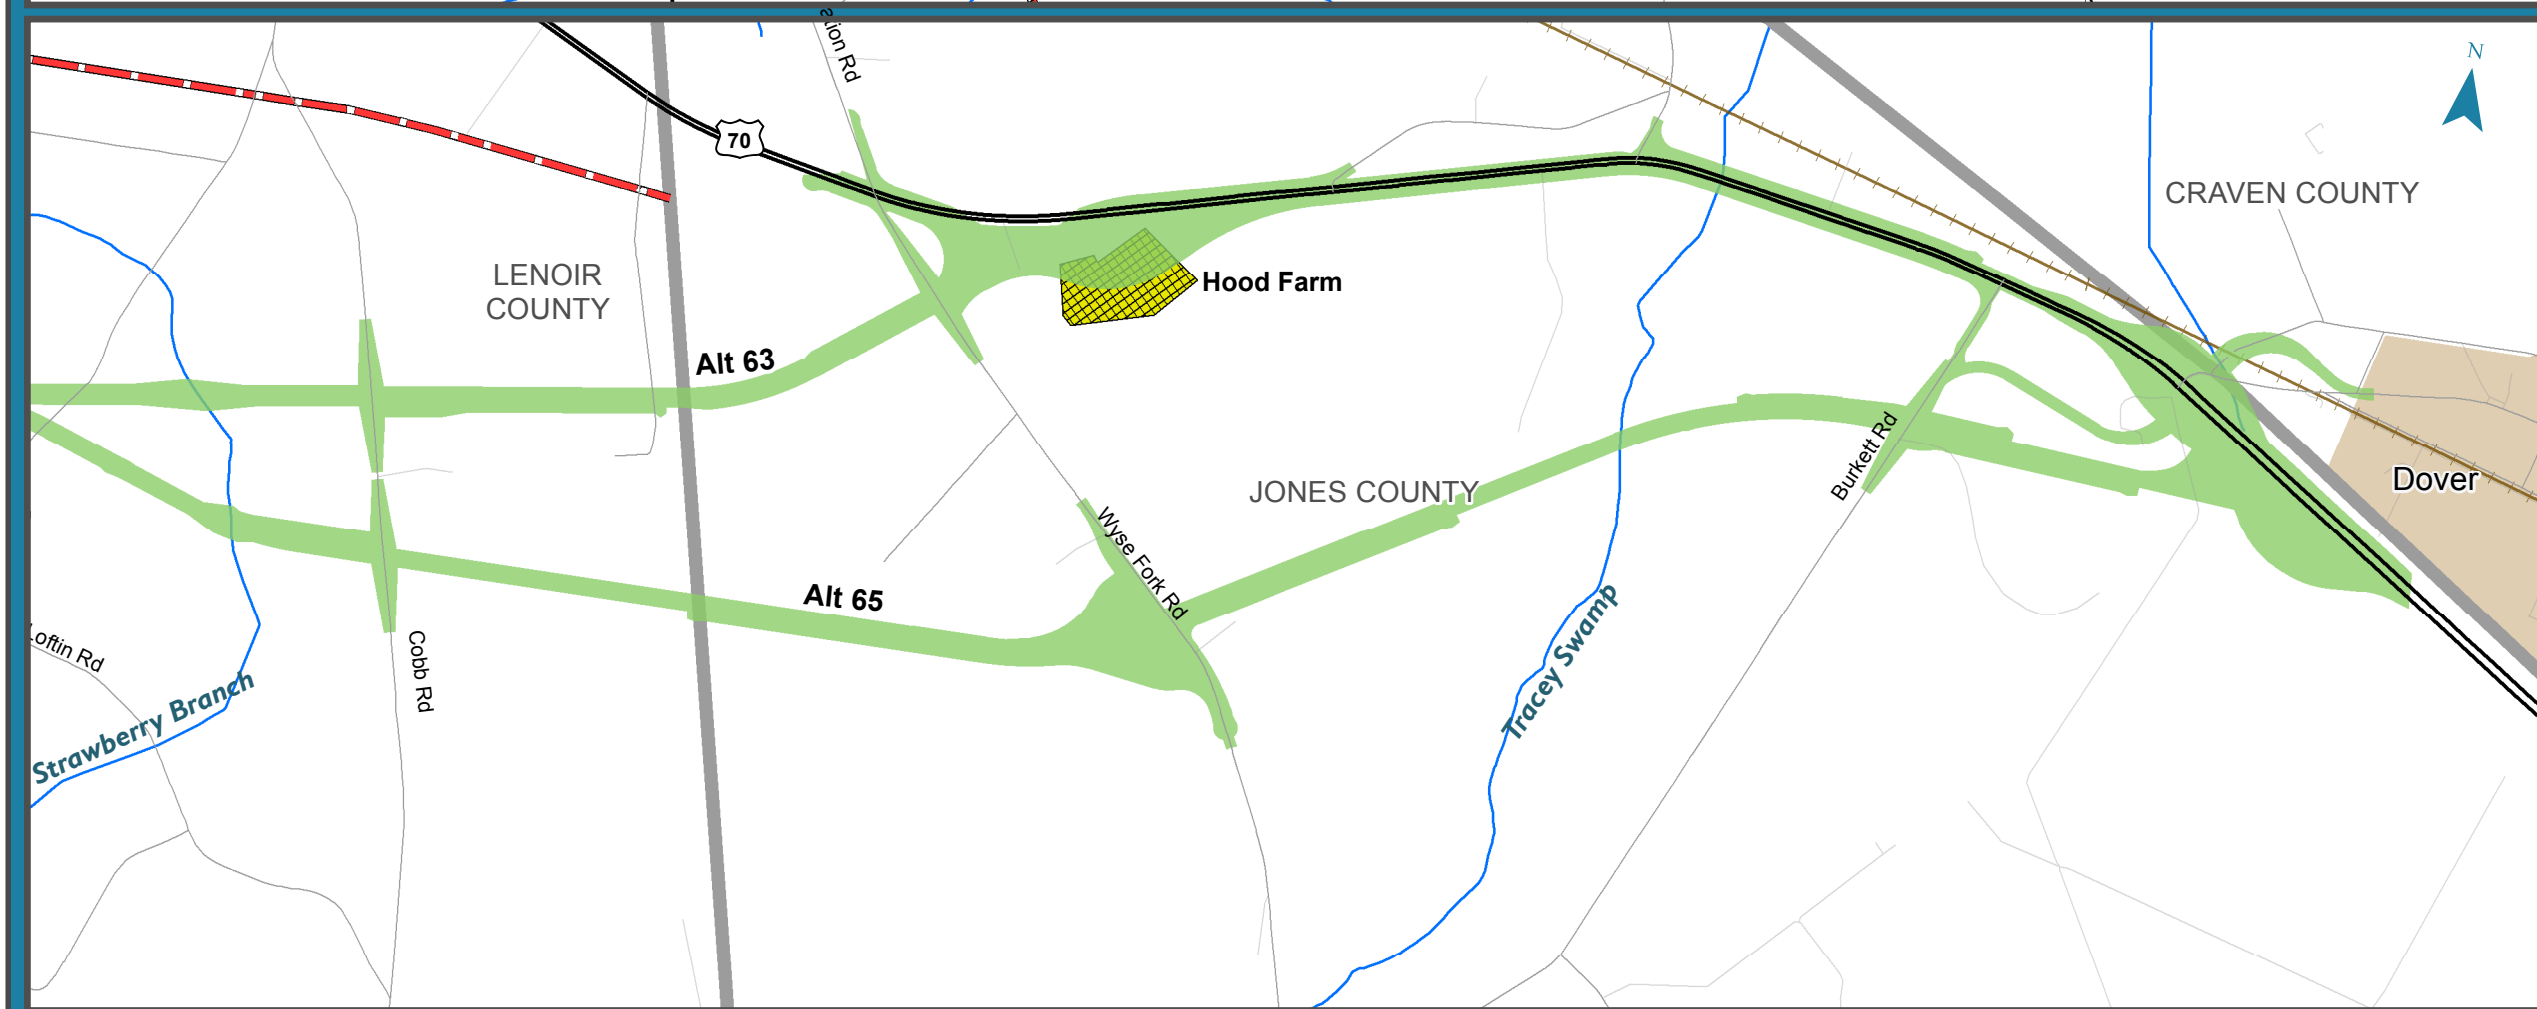 N
70
CRAVEN COUNTY
LENOIR
COUNTY
Hood Farm
Alt 63
Burkett Rd
JONES COUNTY
Dover
Wyse Fork Rd
Alt 65
Loftin Rd
Cobb Rd
Tracey Swamp
Strawberry Branch